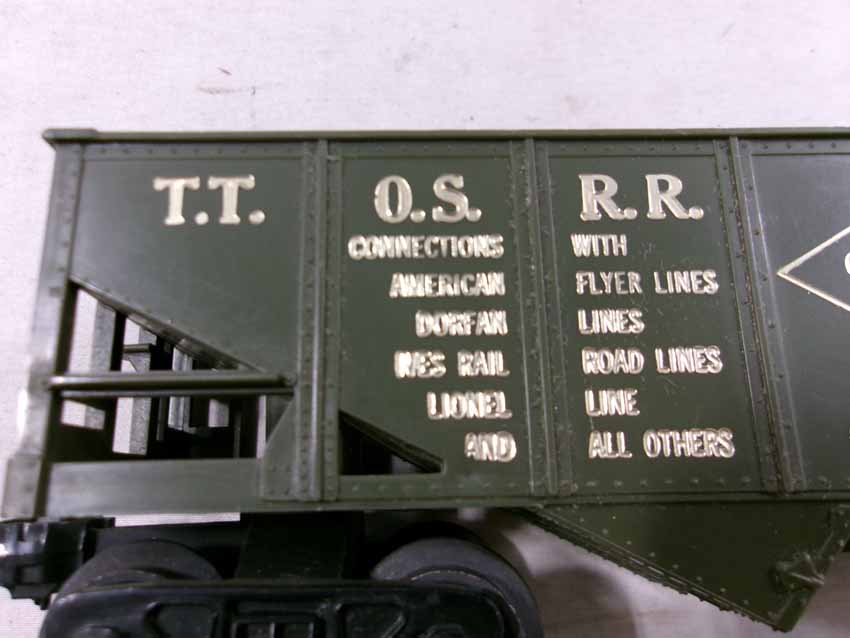 T.T. O.S. R.R.
CONNECTIONS WITH
AMERICAN FLYER LINES
DORFAN LINES
IVES RAIL ROAD LINES
LIONEL LINE
AND ALL OTHERS